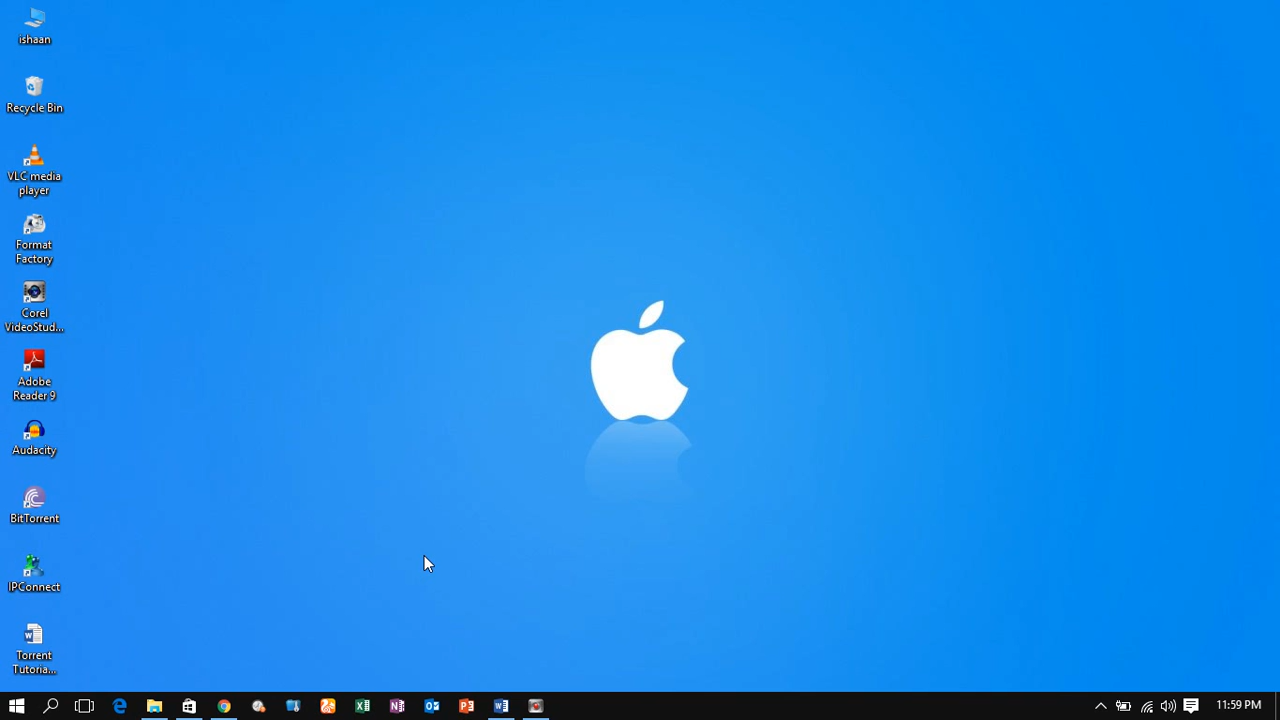 ishaan
Recycle Bin
VLC media
player
Format
Factory
Corel
VideoStud...
Adobe
Reader 9
Audacity
BitTorrent
IPConnect
Torrent
Tutoria...
11:59 PM